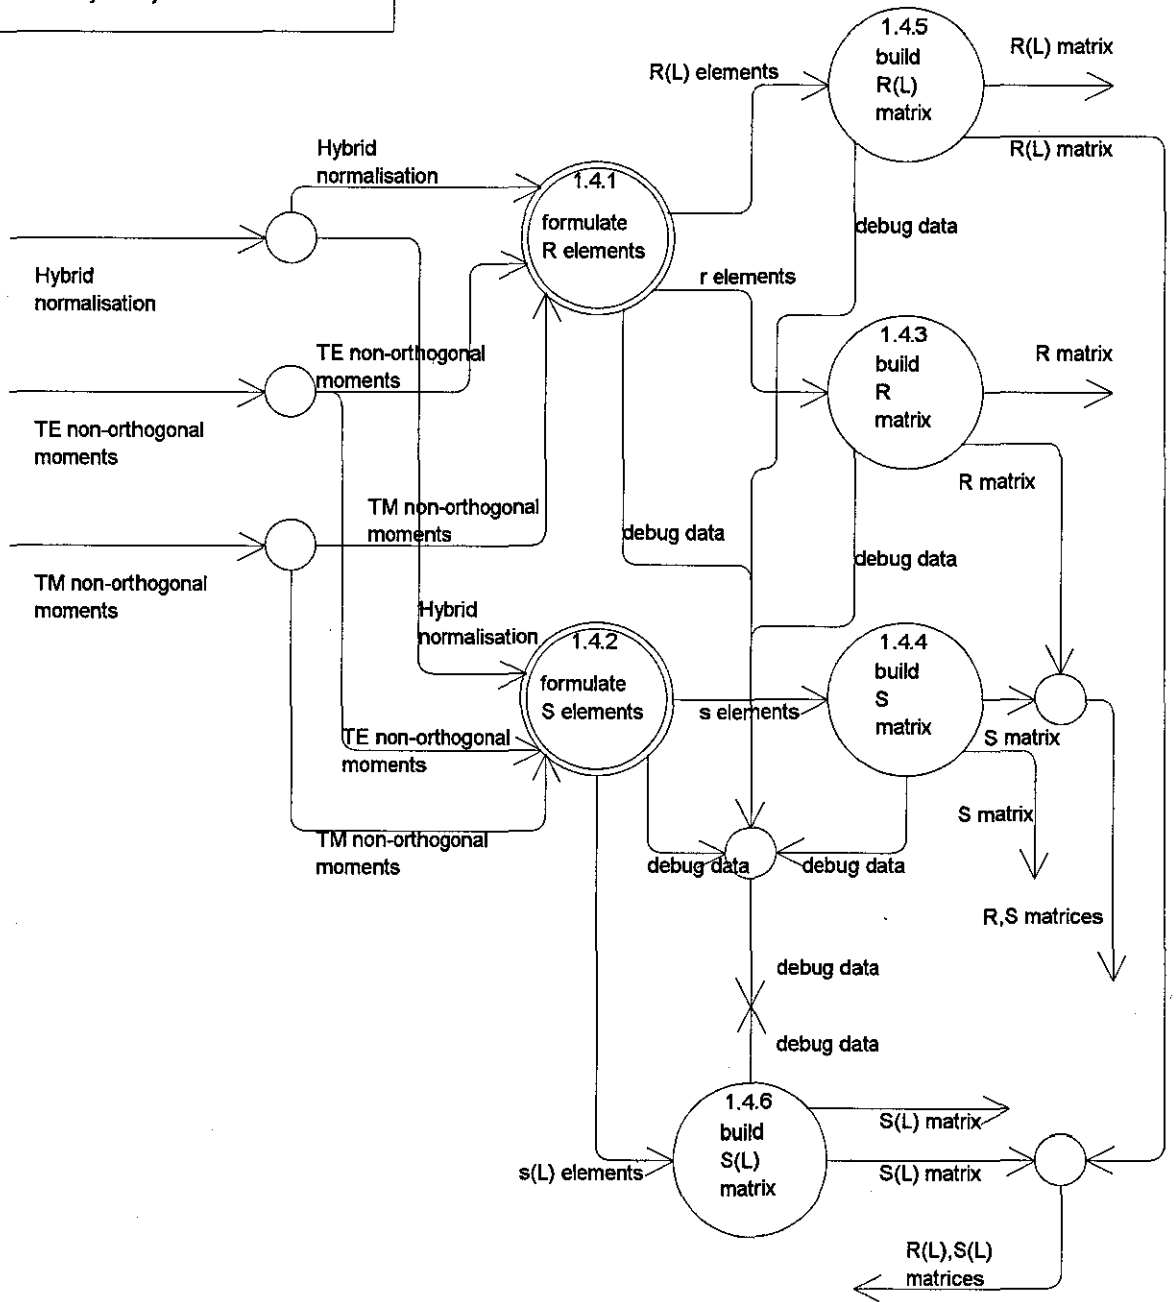 1.4.5
build
R(L)
matrix
R(L) matrix
R(L) elements
R(L) matrix
Hybrid
normalisation
1.4.1
formulate
R elements
debug data
Hybrid
normalisation
r elements
1.4.3
build
R
matrix
R matrix
TE non-orthogonal
moments
TE non-orthogonal
moments
R matrix
TM non-orthogonal
moments
debug data
debug data
TM non-orthogonal
moments
Hybrid
normalisation
1.4.2
formulate
S elements
1.4.4
build
S
matrix
s elements
S matrix
TE non-orthogonal
moments
S matrix
TM non-orthogonal
moments
debug data
debug data
R,S matrices
debug data
debug data
1.4.6
build
S(L)
matrix
S(L) matrix
s(L) elements
S(L) matrix
R(L),S(L)
matrices